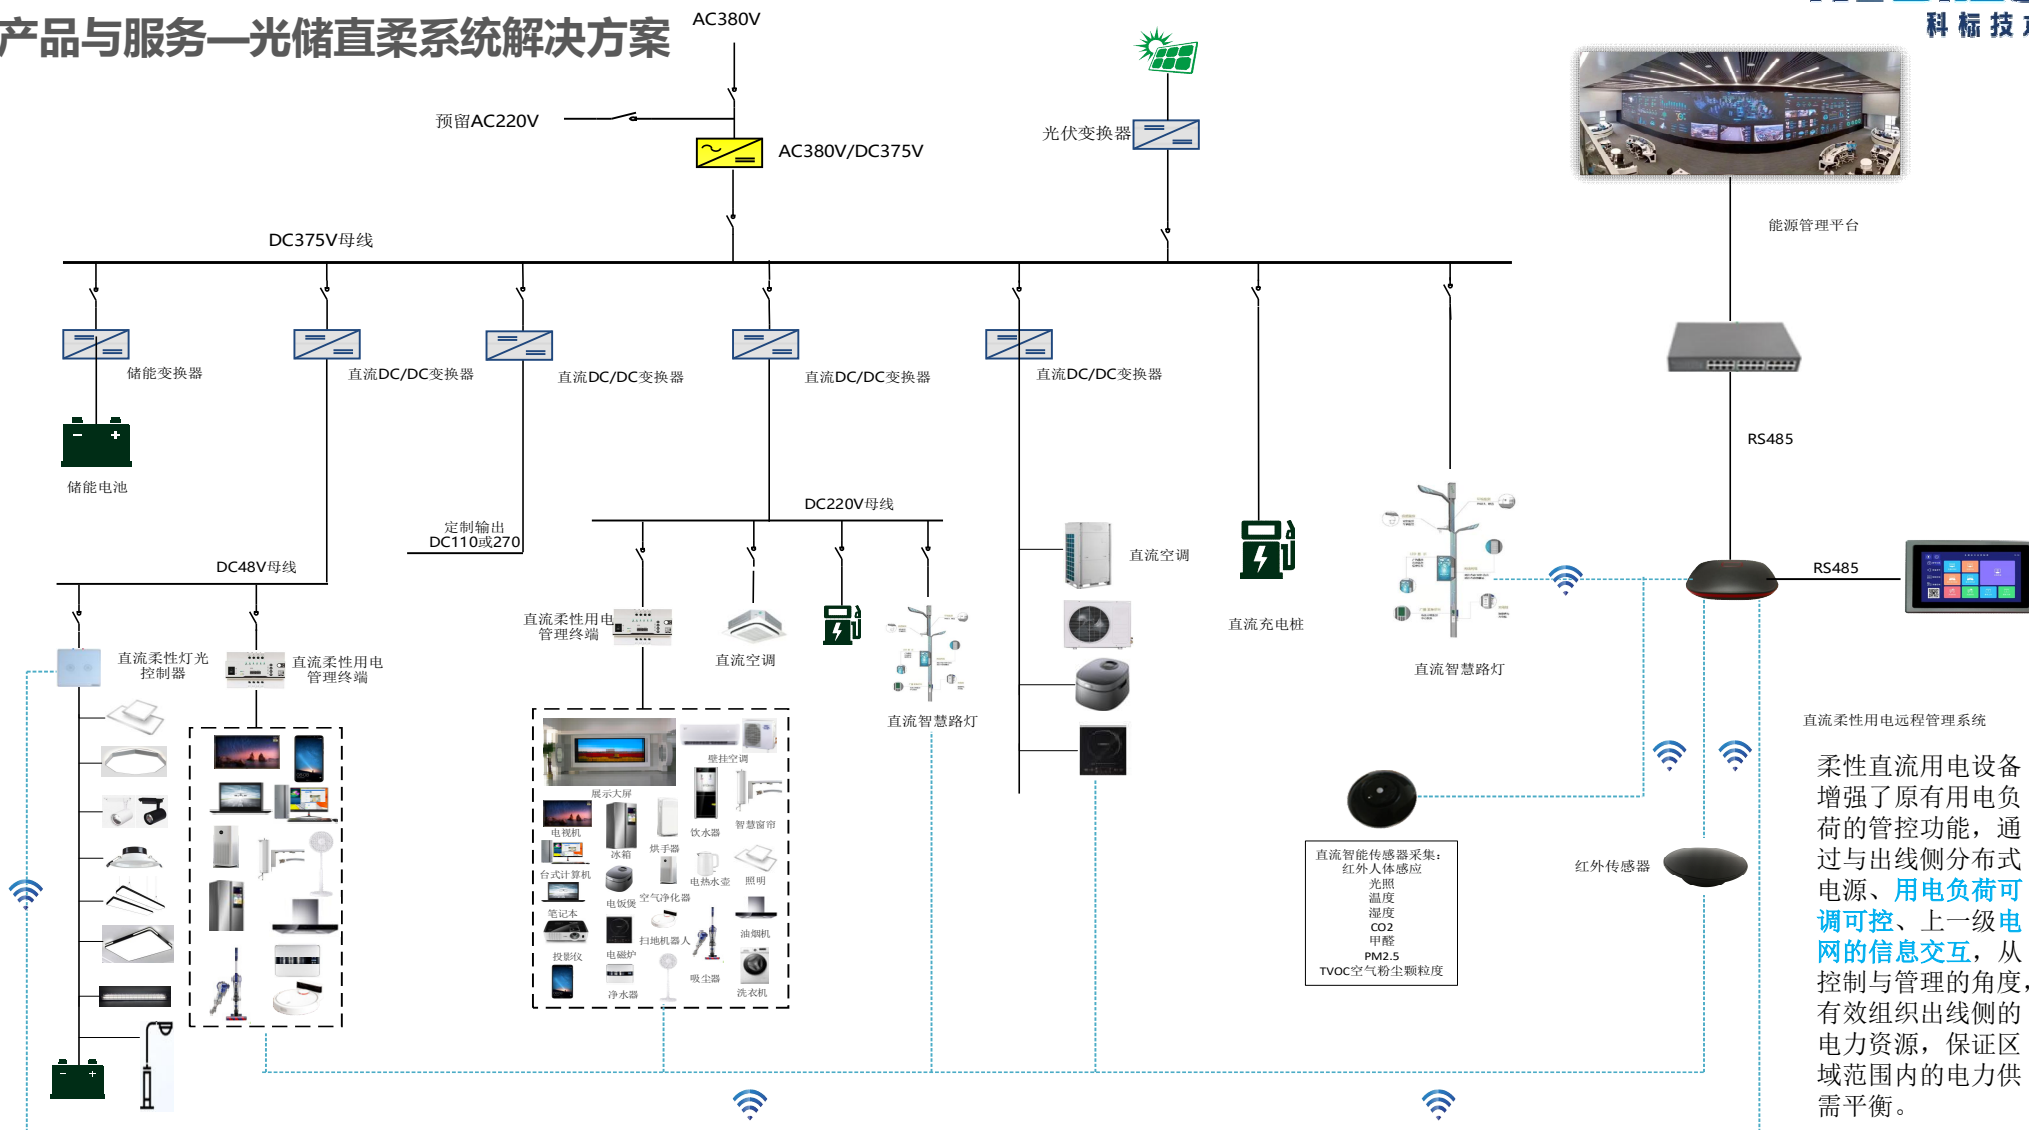 产品与服务—光储直柔系统解决方案
AC380V
科标技
预留AC220V
AC380V/DC375V
光伏变换器
能源管理平台
DC375V母线
储能变换器
直流DC/DC变换器
直流DC/DC变换器
直流DC/DC变换器
直流DC/DC变换器
RS485
储能电池
DC220V母线
定制输出
DC110或270
DC48V母线
直流空调
RS485
直流柔性用电
管理终端
直流充电桩
直流柔性灯光
控制器
直流柔性用电
管理终端
直流空调
直流智慧路灯
直流智慧路灯
直流柔性用电远程管理系统
壁挂空调
展示大屏
电视机
冰箱
烘手器
饮水器
智慧窗帘
台式计算机
电饭煲
空气净化器
电热水壶
照明
笔记本
扫地机器人
油烟机
投影仪
电磁炉
吸尘器
净水器
洗衣机
直流智能传感器采集：
红外人体感应
光照
温度
湿度
CO2
甲醛
PM2.5
TVOC空气粉尘颗粒度
红外传感器
柔性直流用电设备
增强了原有用电负
荷的管控功能，通
过与出线侧分布式
电源、用电负荷可
调可控、上一级电
网的信息交互，从
控制与管理的角度，
有效组织出线侧的
电力资源，保证区
域范围内的电力供
需平衡。